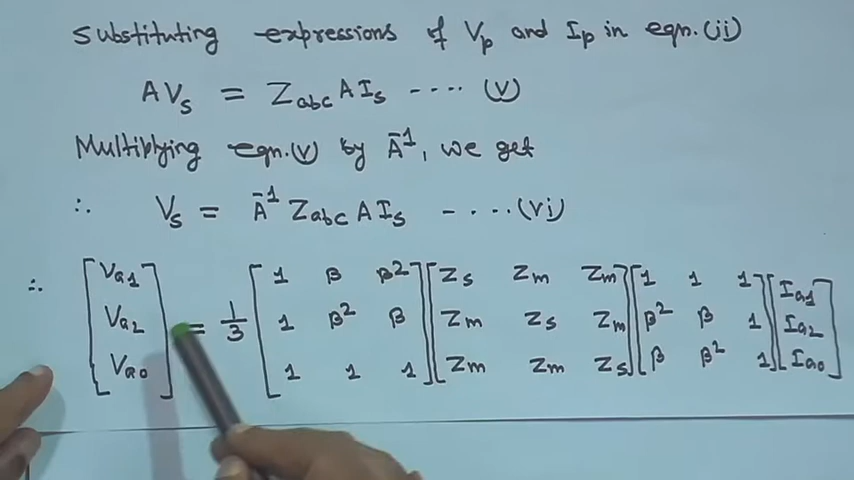 Substituting expressions of Vp and Ip in eqn.(ii)
AVs = Zabc AIs ---- (v)
Multiplying eqn.(v) by A⁻¹, we get
∴ Vs = A⁻¹ Zabc AIs - ....(vi)
∴ [Va1] = 1/3 [1 β β²] [Zs Zm Zm] [1 1 1] [Ia1]
[Va2] [1 β² β] [Zm Zs Zm] [β² β 1] [Ia2]
[Va0] [1 1 1] [Zm Zm Zs] [β β² 1] [Ia0]